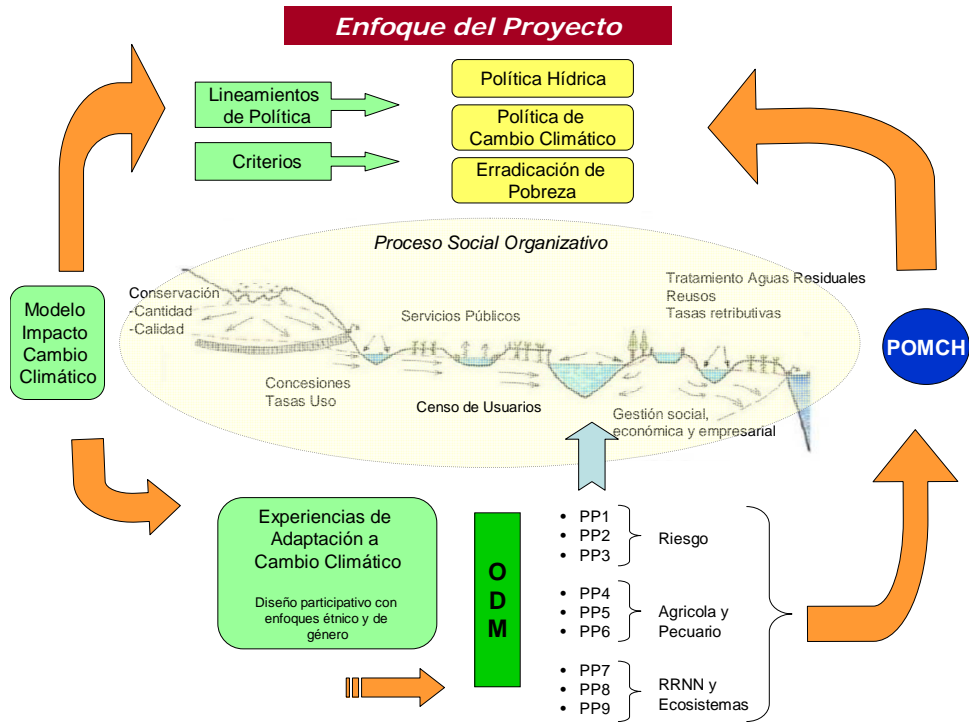 Enfoque del Proyecto
Lineamientos
de Política
Criterios
Política Hídrica
Política de
Cambio Climático
Erradicación de
Pobreza
Proceso Social Organizativo
Conservación
-Cantidad
-Calidad
Servicios Públicos
Tratamiento Aguas Residuales
Reusos
Tasas retributivas
Concesiones
Tasas Uso
Censo de Usuarios
Gestión social,
económica y empresarial
Modelo
Impacto
Cambio
Climático
POMCH
Experiencias de
Adaptación a
Cambio Climático
Diseño participativo con
enfoques étnico y de
género
O
D
M
• PP1
• PP2
• PP3
Riesgo
• PP4
• PP5
• PP6
Agricola y
Pecuario
• PP7
• PP8
• PP9
RRNN y
Ecosistemas